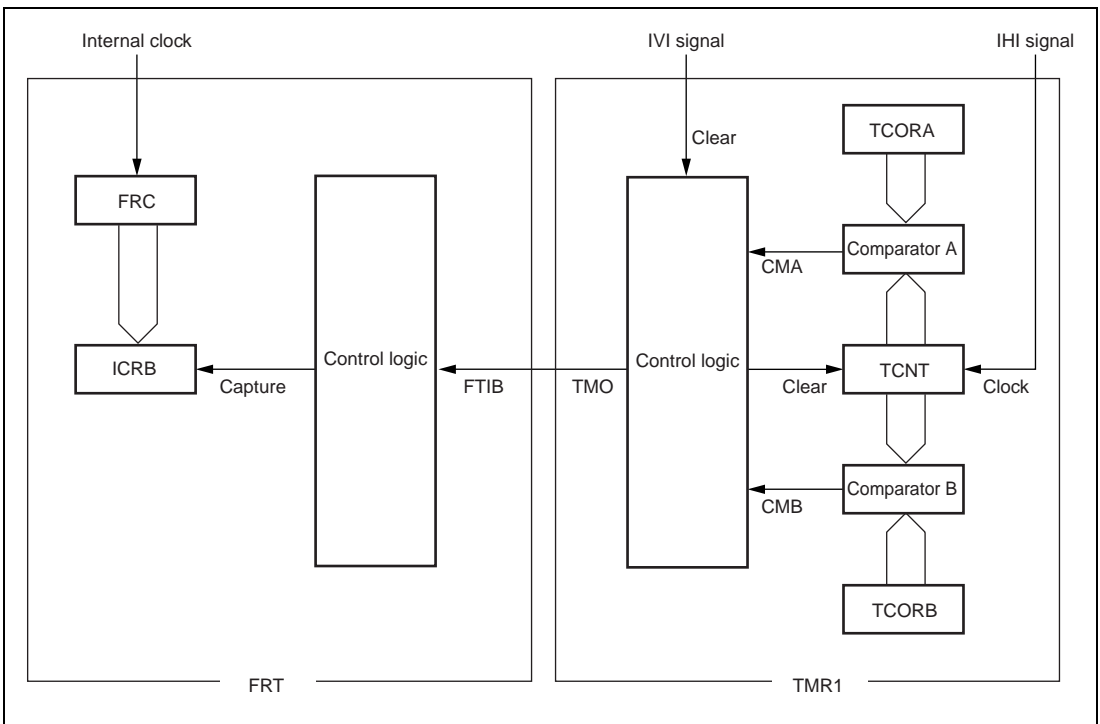 Internal clock
IVI signal
IHI signal
Clear
TCORA
FRC
Comparator A
CMA
ICRB
Capture
Control logic
FTIB
TMO
Control logic
Clear
TCNT
Clock
Comparator B
CMB
TCORB
FRT
TMR1